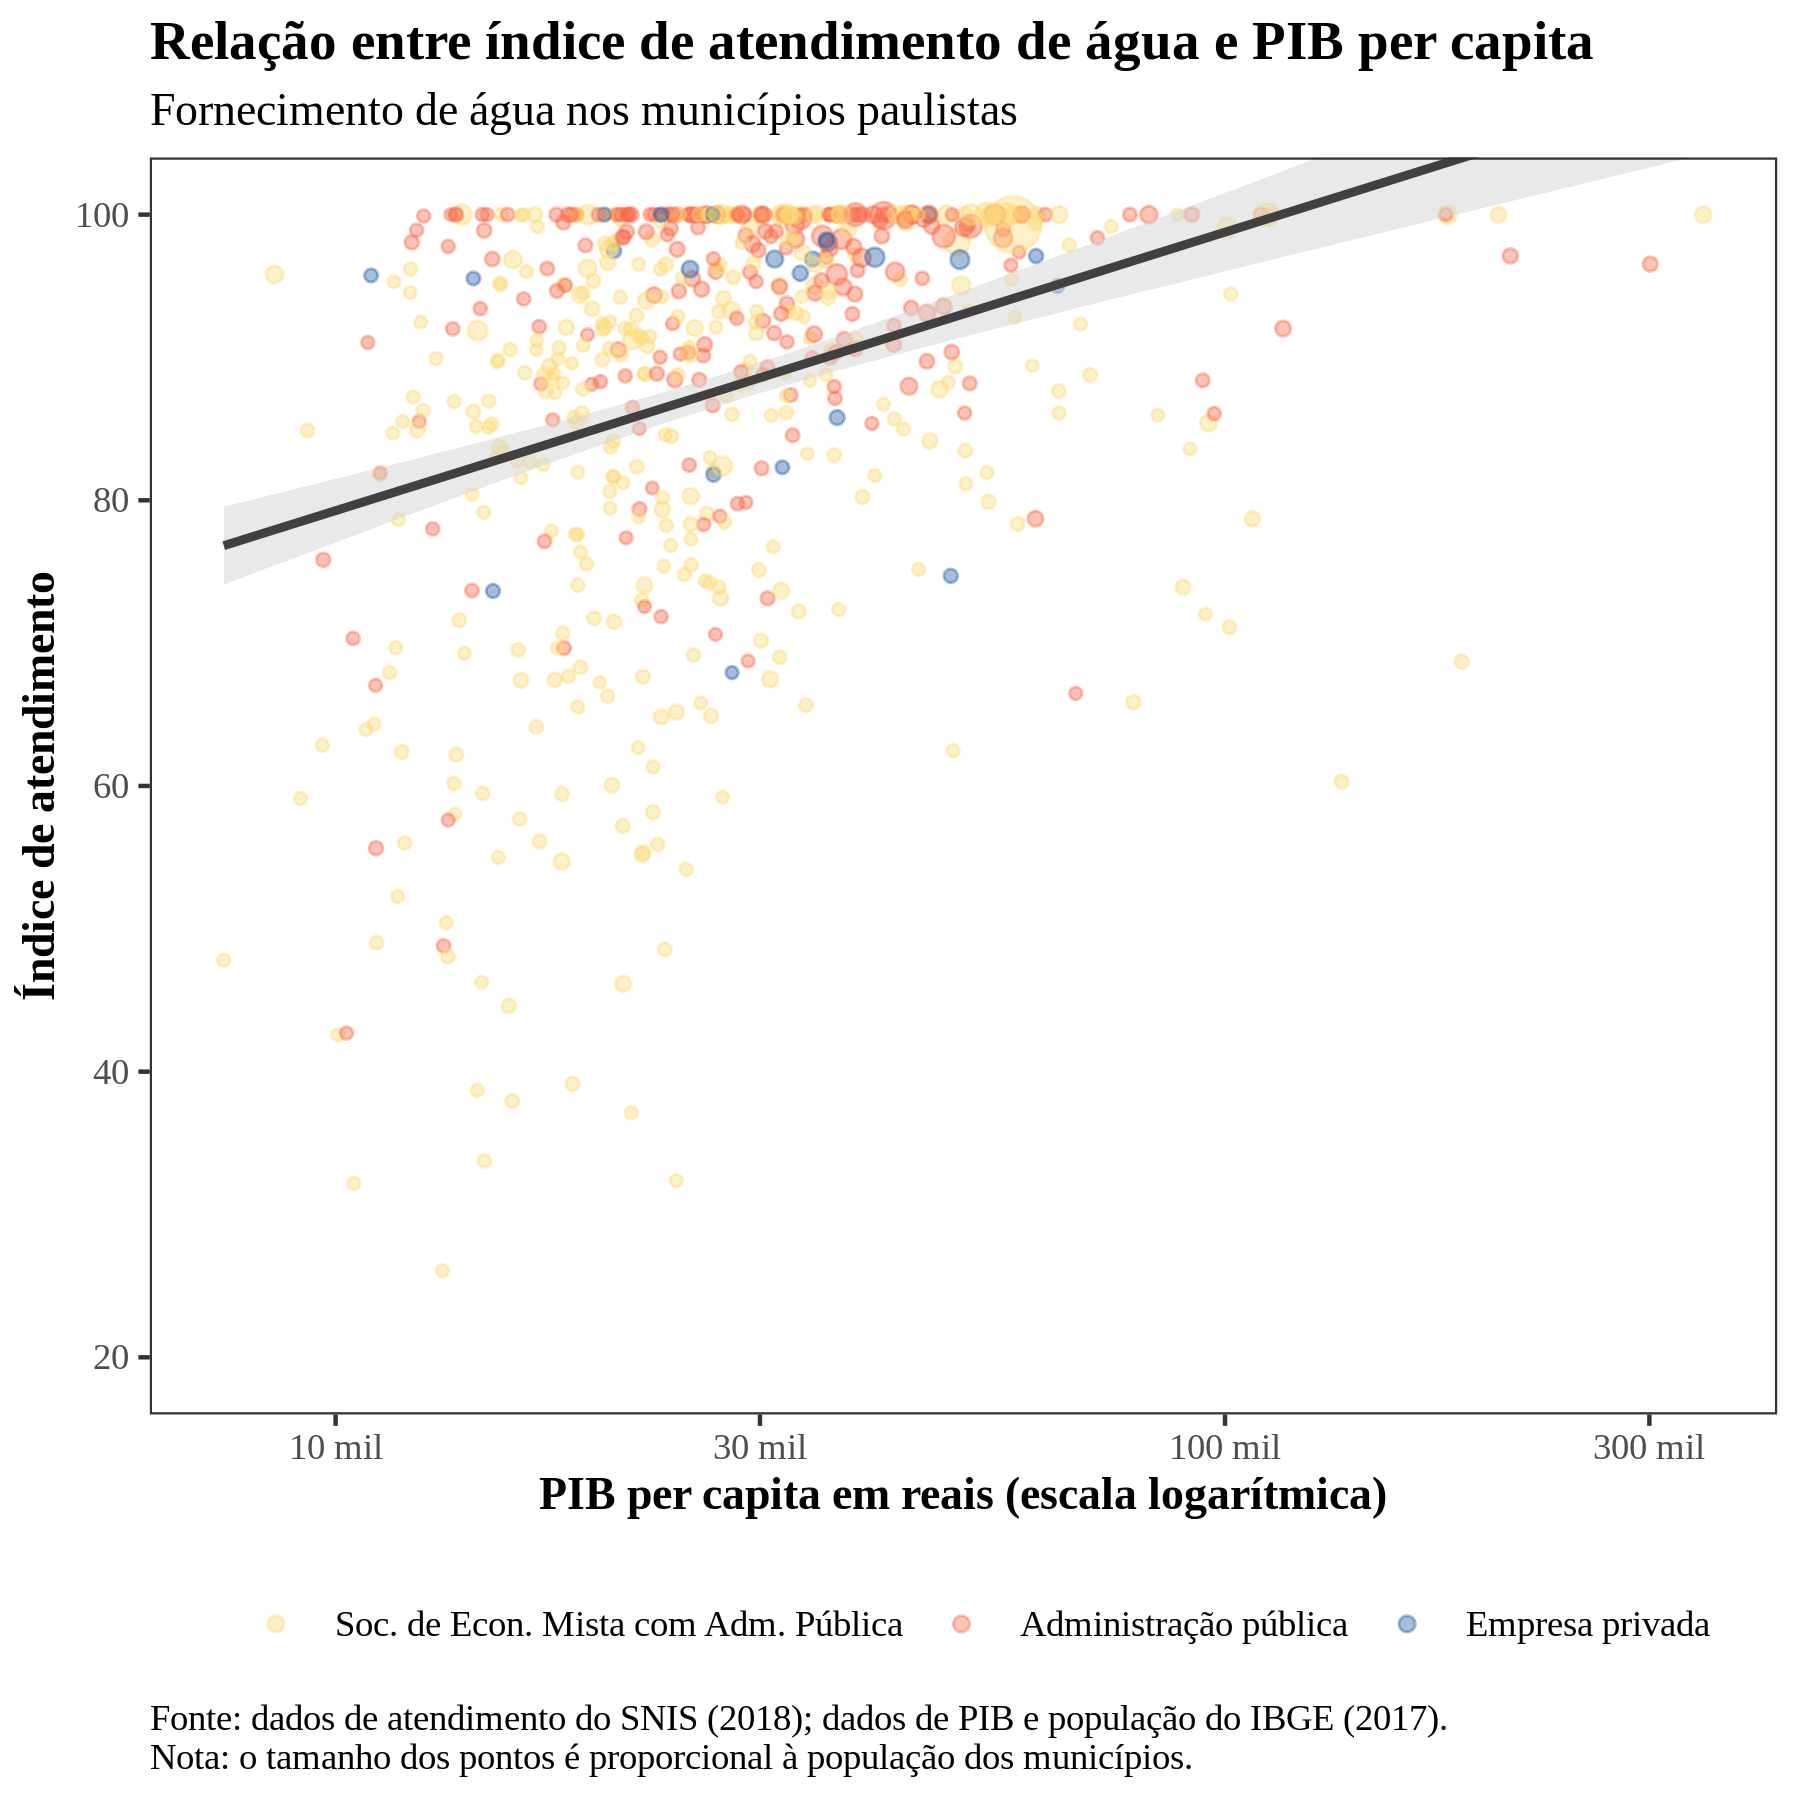 Relação entre índice de atendimento de água e PIB per capita
Fornecimento de água nos municípios paulistas
Índice de atendimento
100
80
60
40
20
10 mil
30 mil
100 mil
300 mil
PIB per capita em reais (escala logarítmica)
Soc. de Econ. Mista com Adm. Pública
Administração pública
Empresa privada
Fonte: dados de atendimento do SNIS (2018); dados de PIB e população do IBGE (2017).
Nota: o tamanho dos pontos é proporcional à população dos municípios.